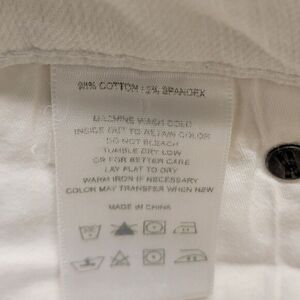 98% COTTON / 2% SPANDEX
MACHINE WASH COLD
INSIDE OUT TO RETAIN COLOR
DO NOT BLEACH
TUMBLE DRY LOW
OR FOR BETTER CARE
LAY FLAT TO DRY
WARM IRON IF NECESSARY
COLOR MAY TRANSFER WHEN NEW
MADE IN CHINA